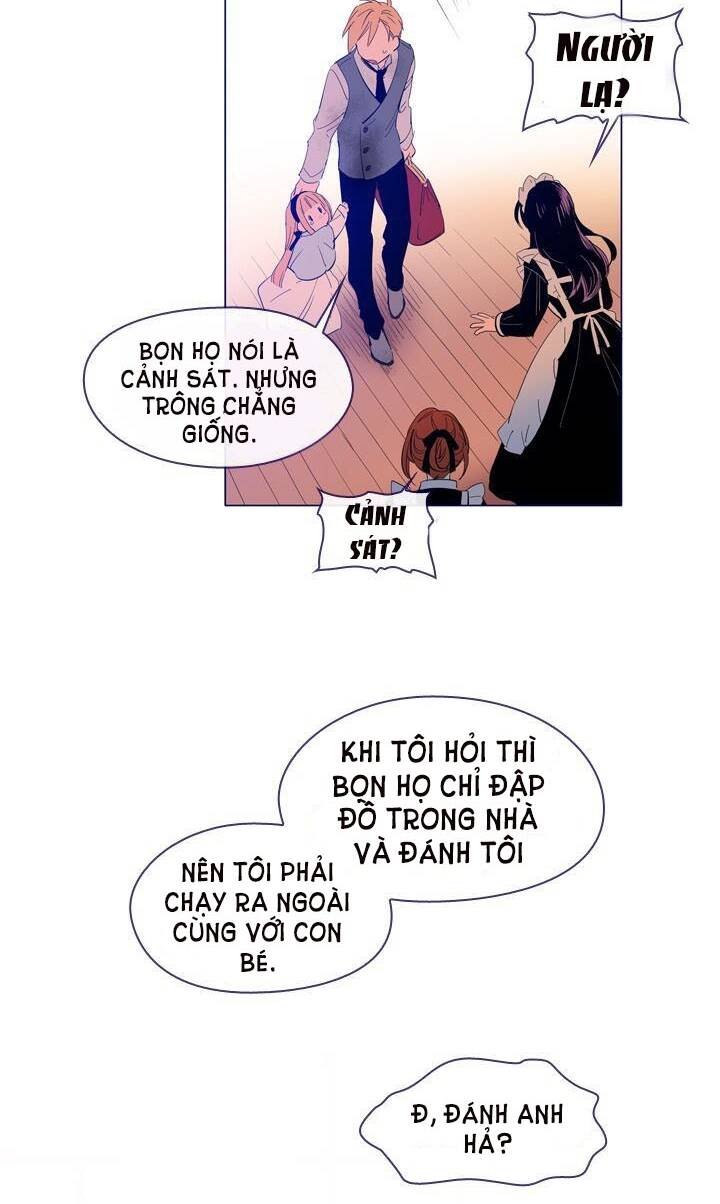 NGƯỜI
LẠ?
BỌN HỌ NÓI LÀ
CẢNH SÁT. NHƯNG
TRÔNG CHẲNG
GIỐNG.
CẢNH
SÁT?
KHI TÔI HỎI THÌ
BỌN HỌ CHỈ ĐẬP
ĐỒ TRONG NHÀ
VÀ ĐÁNH TÔI
NÊN TÔI PHẢI
CHẠY RA NGOÀI
CÙNG VỚI CON
BÉ.
Đ, ĐÁNH ANH
HẢ?